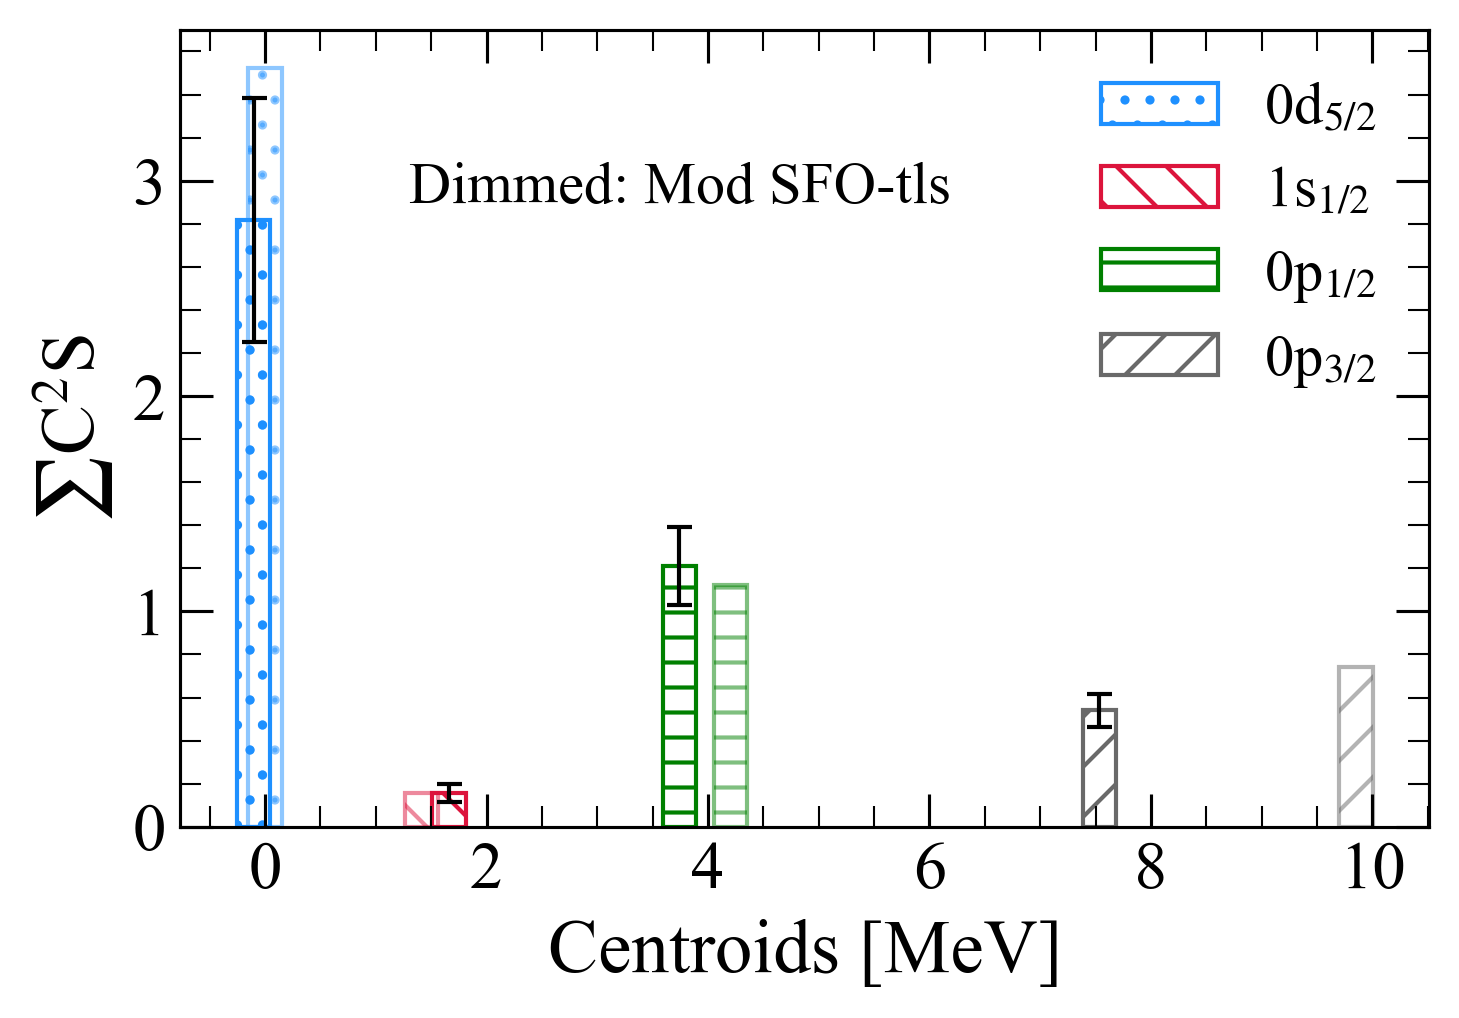 0d5/2
Dimmed: Mod SFO-tls
1s1/2
0p1/2
0p3/2
ΣC²S
3
2
1
0
0 2 4 6 8 10
Centroids [MeV]